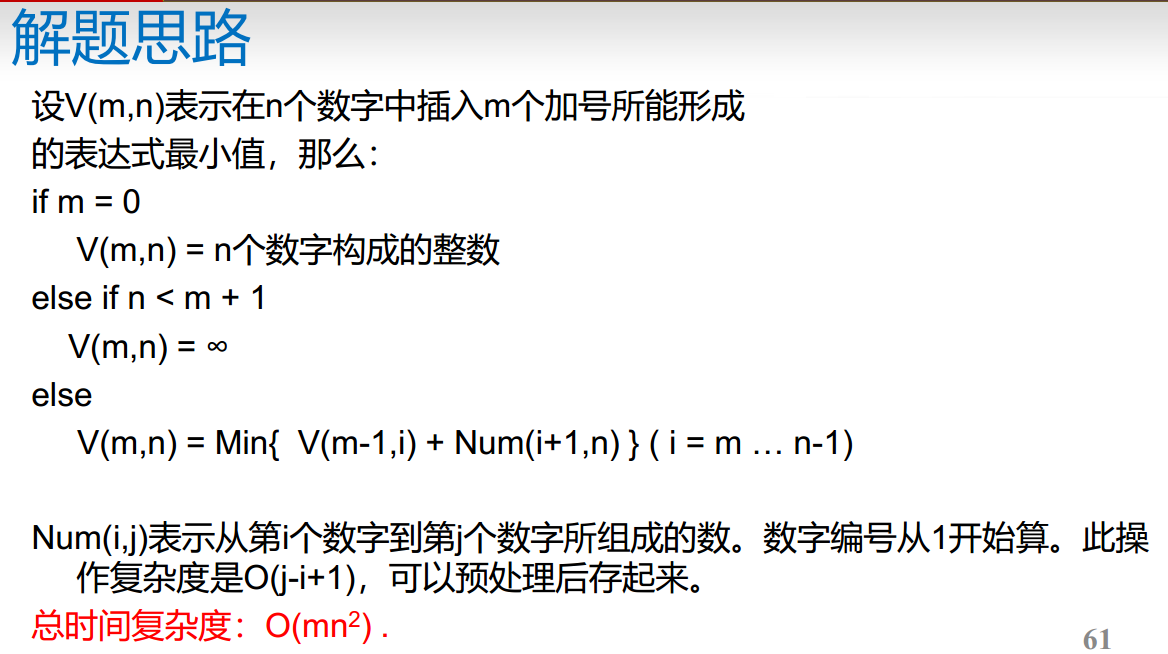 解题思路
设V(m,n)表示在n个数字中插入m个加号所能形成
的表达式最小值，那么：
if m = 0
V(m,n) = n个数字构成的整数
else if n < m + 1
V(m,n) = ∞
else
V(m,n) = Min{ V(m-1,i) + Num(i+1,n) } ( i = m … n-1)
Num(i,j)表示从第i个数字到第j个数字所组成的数。数字编号从1开始算。此操
作复杂度是O(j-i+1)，可以预处理后存起来。
总时间复杂度：O(mn²) .
61